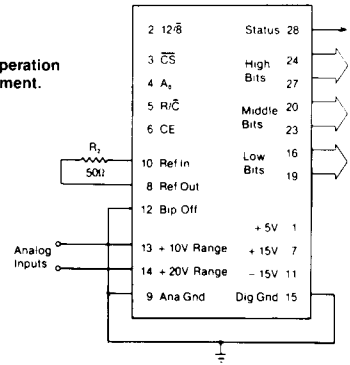 peration
ment.
2 12/8̅ Status 28
3 C̅S̅ High 24
4 A₀ Bits 27
5 R/C̅ Middle 20
6 CE Bits 23
R₂
50Ω
10 Ref In Low 16
8 Ref Out Bits 19
12 Bip Off
+5V 1
Analog
Inputs
13 +10V Range +15V 7
14 +20V Range −15V 11
9 Ana Gnd Dig Gnd 15